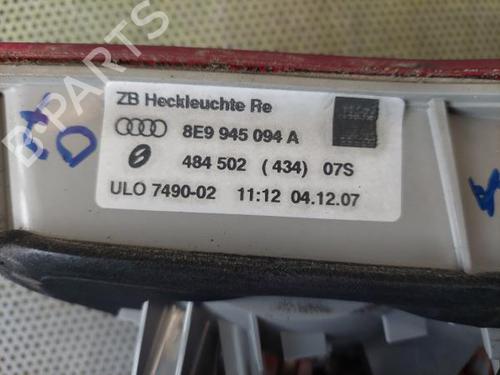 ZB Heckleuchte Re
8E9 945 094 A
484 502 (434) 07S
ULO 7490-02 11:12 04.12.07
B-PARTS